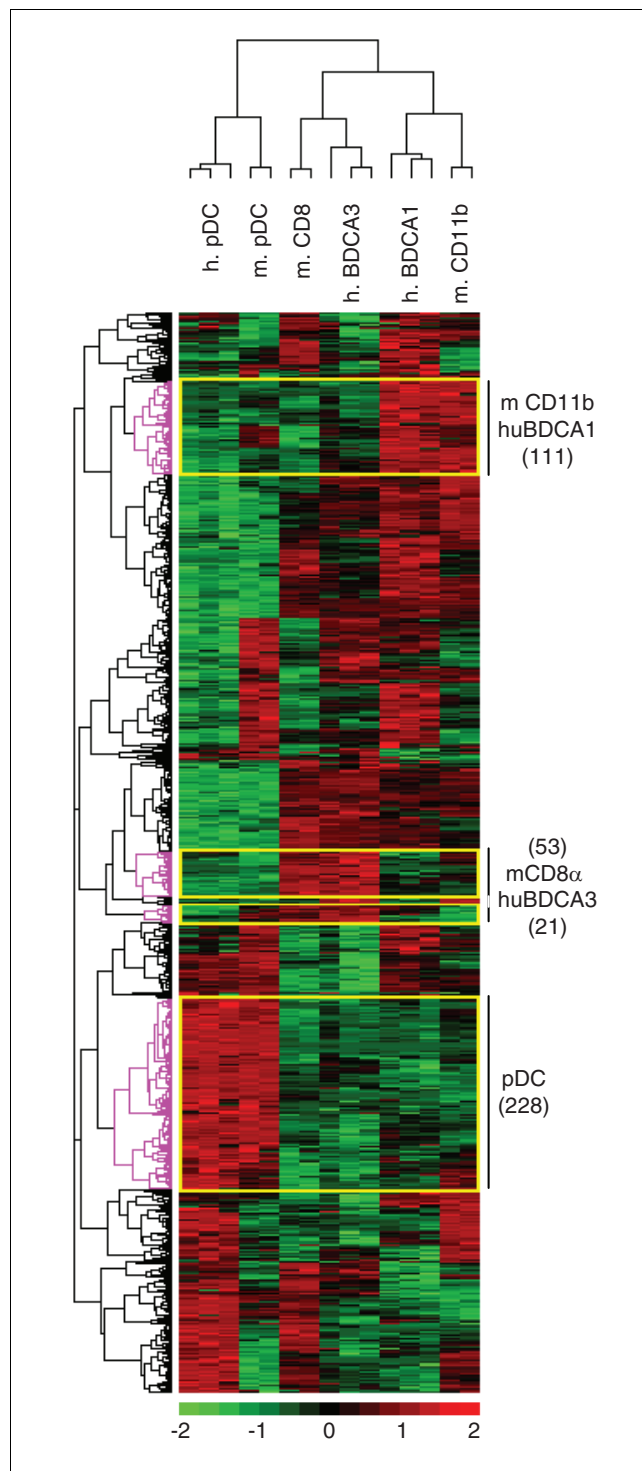 h. pDC
m. pDC
m. CD8
h. BDCA3
h. BDCA1
m. CD11b
m CD11b
huBDCA1
(111)
(53)
mCD8α
huBDCA3
(21)
pDC
(228)
-2 -1 0 1 2